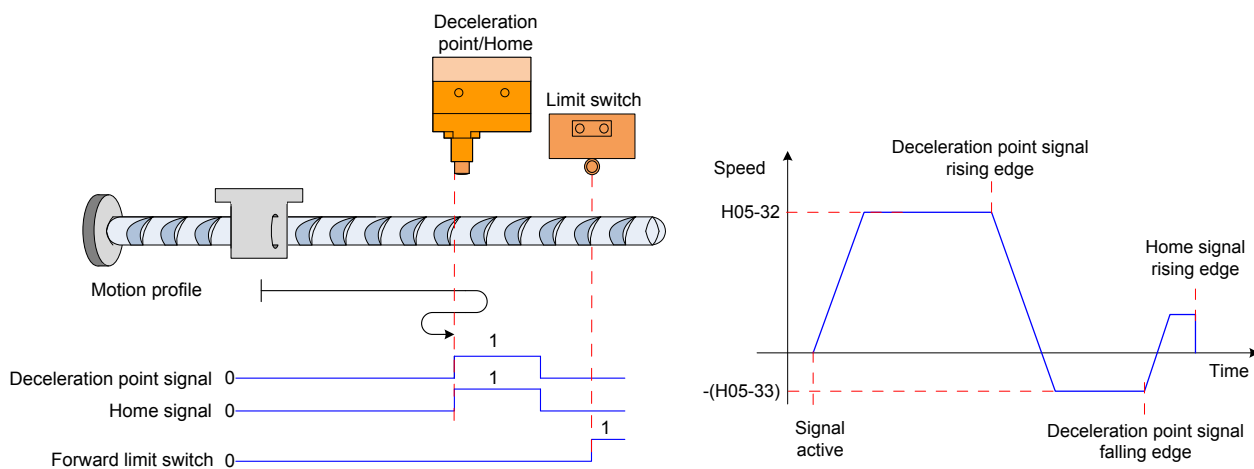 Deceleration
point/Home
Limit switch
Motion profile
1
Deceleration point signal 0
1
Home signal 0
1
Forward limit switch 0
Deceleration point signal
rising edge
Speed
H05-32
Home signal
rising edge
Time
-(H05-33)
Signal
active
Deceleration point signal
falling edge